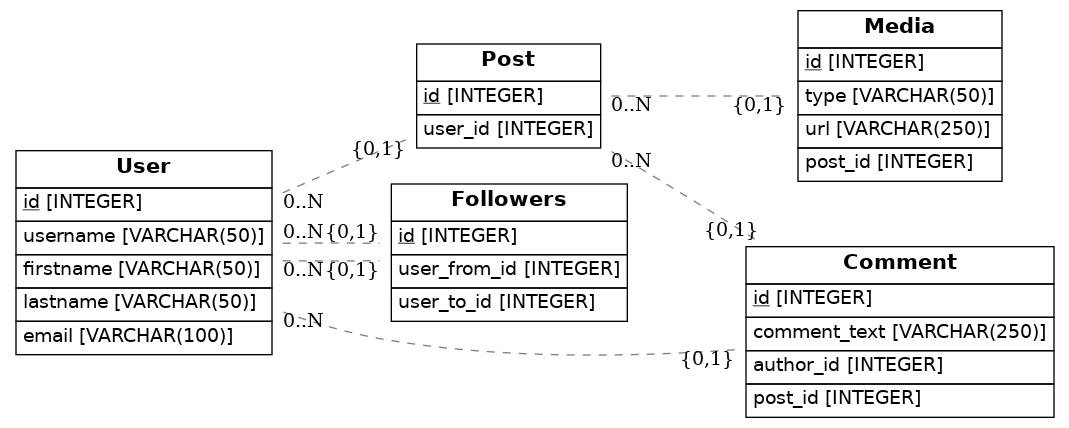 User
id [INTEGER]
username [VARCHAR(50)]
firstname [VARCHAR(50)]
lastname [VARCHAR(50)]
email [VARCHAR(100)]
{0,1}
0..N
0..N{0,1}
0..N{0,1}
0..N
{0,1}
Post
id [INTEGER]
user_id [INTEGER]
0..N
{0,1}
0..N
{0,1}
Followers
id [INTEGER]
user_from_id [INTEGER]
user_to_id [INTEGER]
Media
id [INTEGER]
type [VARCHAR(50)]
url [VARCHAR(250)]
post_id [INTEGER]
Comment
id [INTEGER]
comment_text [VARCHAR(250)]
author_id [INTEGER]
post_id [INTEGER]